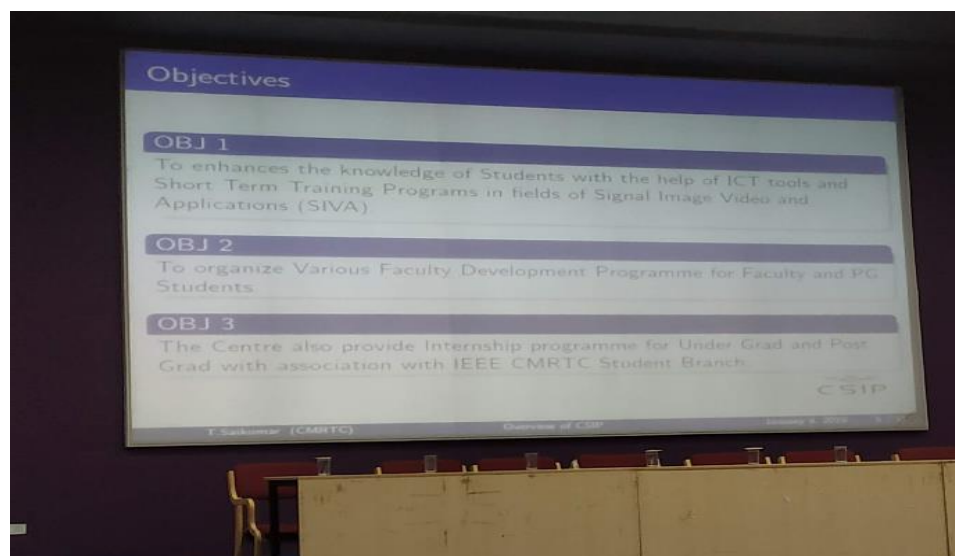 Objectives
OBJ 1
To enhances the knowledge of Students with the help of ICT tools and
Short Term Training Programs in fields of Signal Image Video and
Applications (SIVA)
OBJ 2
To organize Various Faculty Development Programme for Faculty and PG
Students
OBJ 3
The Centre also provide Internship programme for Under Grad and Post
Grad with association with IEEE CMRTC Student Branch
CSIP
T.Saikumar (CMRTC) Overview of CSIP January